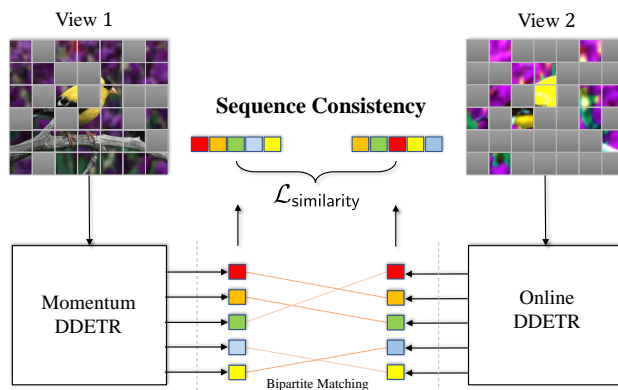 View 1
View 2
Sequence Consistency
ℒsimilarity
Momentum
DDETR
Online
DDETR
Bipartite Matching